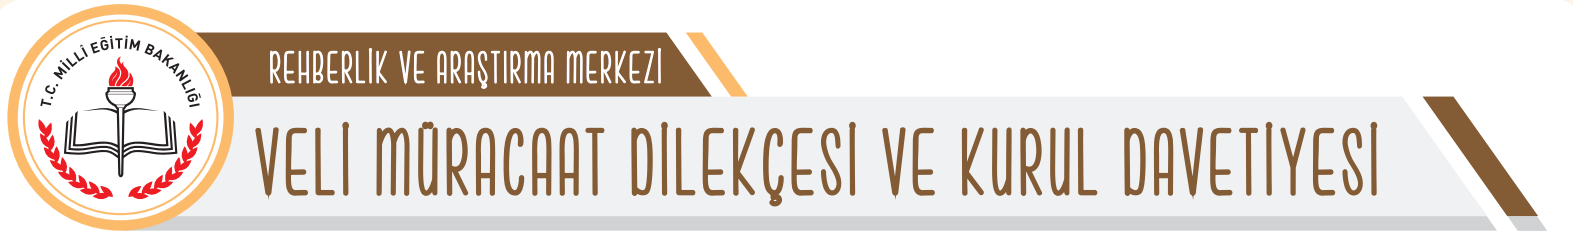 T.C. MİLLİ EĞİTİM BAKANLIĞI
REHBERLİK VE ARAŞTIRMA MERKEZİ
VELİ MÜRACAAT DİLEKÇESİ VE KURUL DAVETİYESİ